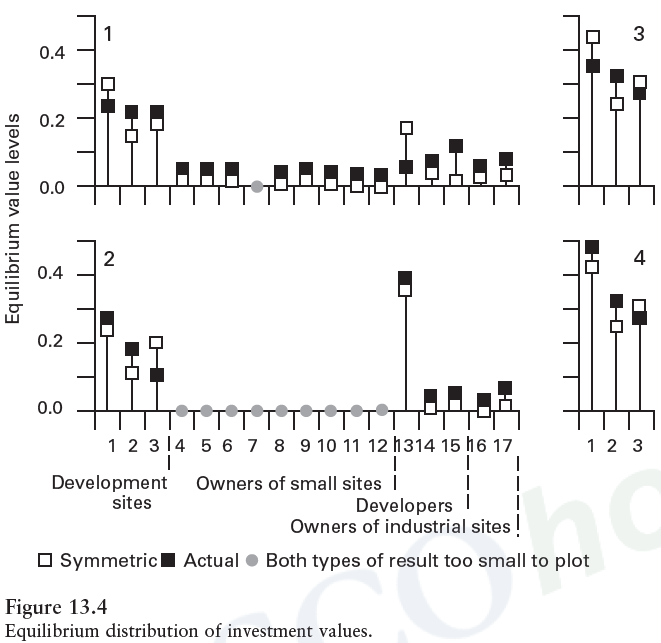 1
3
0.4
0.2
0.0
Equilibrium value levels
2
4
0.4
0.2
0.0
1 2 3 4 5 6 7 8 9 10 11 12 13 14 15 16 17
1 2 3
Development
sites
Owners of small sites
Developers
Owners of industrial sites
Symmetric Actual Both types of result too small to plot
Figure 13.4
Equilibrium distribution of investment values.